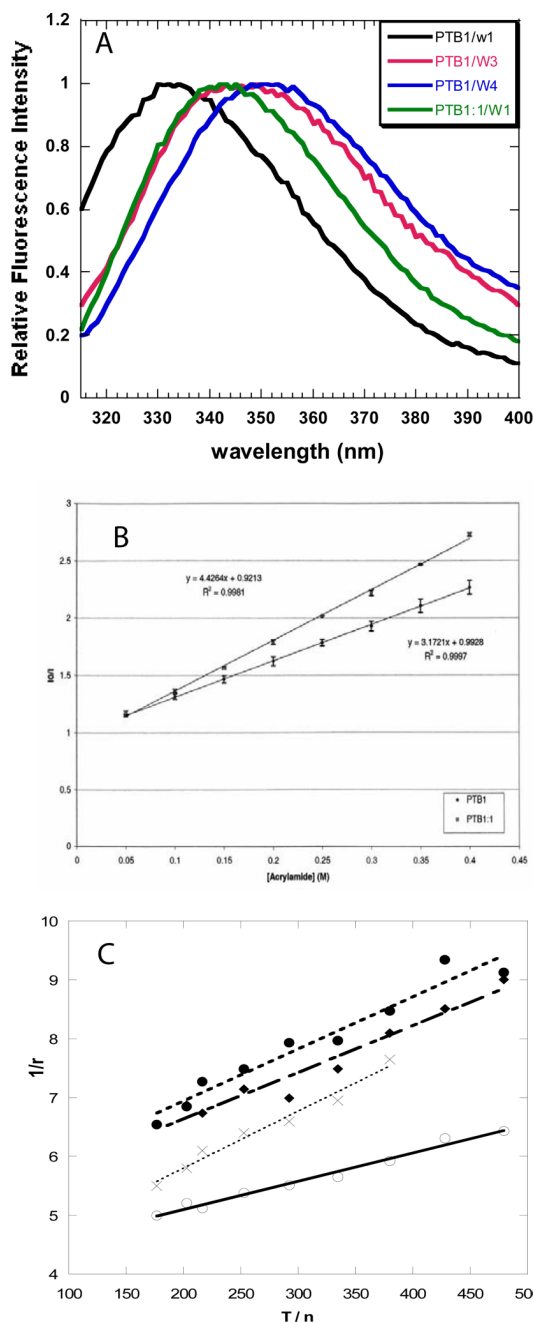 A
PTB1/w1
PTB1/W3
PTB1/W4
PTB1:1/W1
1.2
1
0.8
0.6
0.4
0.2
0
Relative Fluorescence Intensity
320 330 340 350 360 370 380 390 400
wavelength (nm)
B
3
2.5
2
1.5
1
0.5
0
I0/I
y = 4.4264x + 0.9213
R² = 0.9981
y = 3.1721x + 0.9928
R² = 0.9997
PTB1
PTB1:1
0 0.05 0.1 0.15 0.2 0.25 0.3 0.35 0.4 0.45
[Acrylamide] (M)
C
10
9
8
7
6
5
4
1/r
100 150 200 250 300 350 400 450 50
T / n